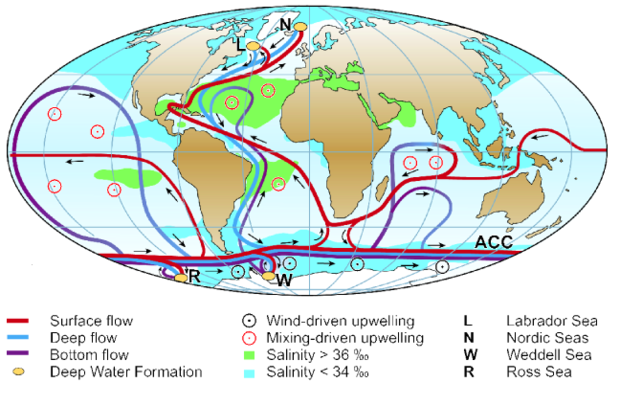 N
L
ACC
R
W
Surface flow
Deep flow
Bottom flow
Deep Water Formation
Wind-driven upwelling
Mixing-driven upwelling
Salinity > 36 ‰
Salinity < 34 ‰
L Labrador Sea
N Nordic Seas
W Weddell Sea
R Ross Sea